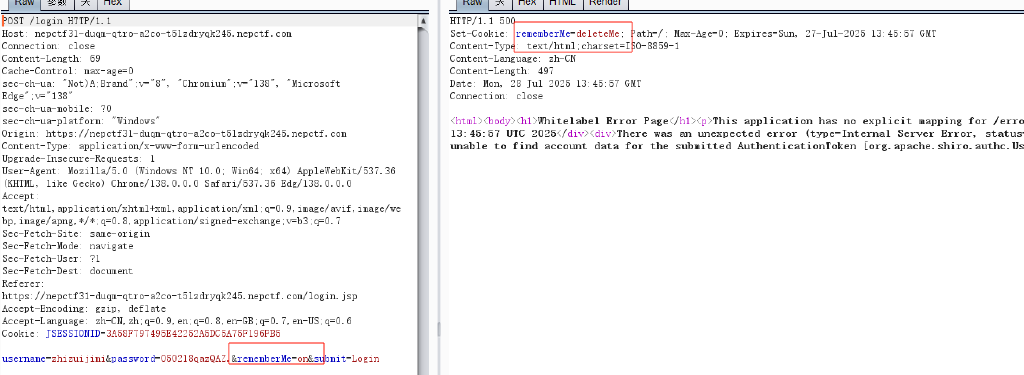 Raw 参数 头 Hex
POST /login HTTP/1.1
Host: nepctf31-duqm-qtro-a2co-t5lzdryqk245.nepctf.com
Connection: close
Content-Length: 69
Cache-Control: max-age=0
sec-ch-ua: "Not)A;Brand";v="8", "Chromium";v="138", "Microsoft
Edge";v="138"
sec-ch-ua-mobile: ?0
sec-ch-ua-platform: "Windows"
Origin: https://nepctf31-duqm-qtro-a2co-t5lzdryqk245.nepctf.com
Content-Type: application/x-www-form-urlencoded
Upgrade-Insecure-Requests: 1
User-Agent: Mozilla/5.0 (Windows NT 10.0; Win64; x64) AppleWebKit/537.36
(KHTML, like Gecko) Chrome/138.0.0.0 Safari/537.36 Edg/138.0.0.0
Accept:
text/html,application/xhtml+xml,application/xml;q=0.9,image/avif,image/we
bp,image/apng,*/*;q=0.8,application/signed-exchange;v=b3;q=0.7
Sec-Fetch-Site: same-origin
Sec-Fetch-Mode: navigate
Sec-Fetch-User: ?1
Sec-Fetch-Dest: document
Referer:
https://nepctf31-duqm-qtro-a2co-t5lzdryqk245.nepctf.com/login.jsp
Accept-Encoding: gzip, deflate
Accept-Language: zh-CN,zh;q=0.9,en;q=0.8,en-GB;q=0.7,en-US;q=0.6
Cookie: JSESSIONID=3A58F797495E42252A5DC5A75F196FB5
username=zhizuijini&password=050218qazQAZ.&rememberMe=on&submit=Login
Raw 头 Hex HTML Render
HTTP/1.1 500
Set-Cookie: rememberMe=deleteMe; Path=/; Max-Age=0; Expires=Sun, 27-Jul-2025 13:45:57 GMT
Content-Type: text/html;charset=ISO-8859-1
Content-Language: zh-CN
Content-Length: 497
Date: Mon, 28 Jul 2025 13:45:57 GMT
Connection: close
<html><body><h1>Whitelabel Error Page</h1><p>This application has no explicit mapping for /erro
13:45:57 UTC 2025</div><div>There was an unexpected error (type=Internal Server Error, status
unable to find account data for the submitted AuthenticationToken [org.apache.shiro.authc.Us